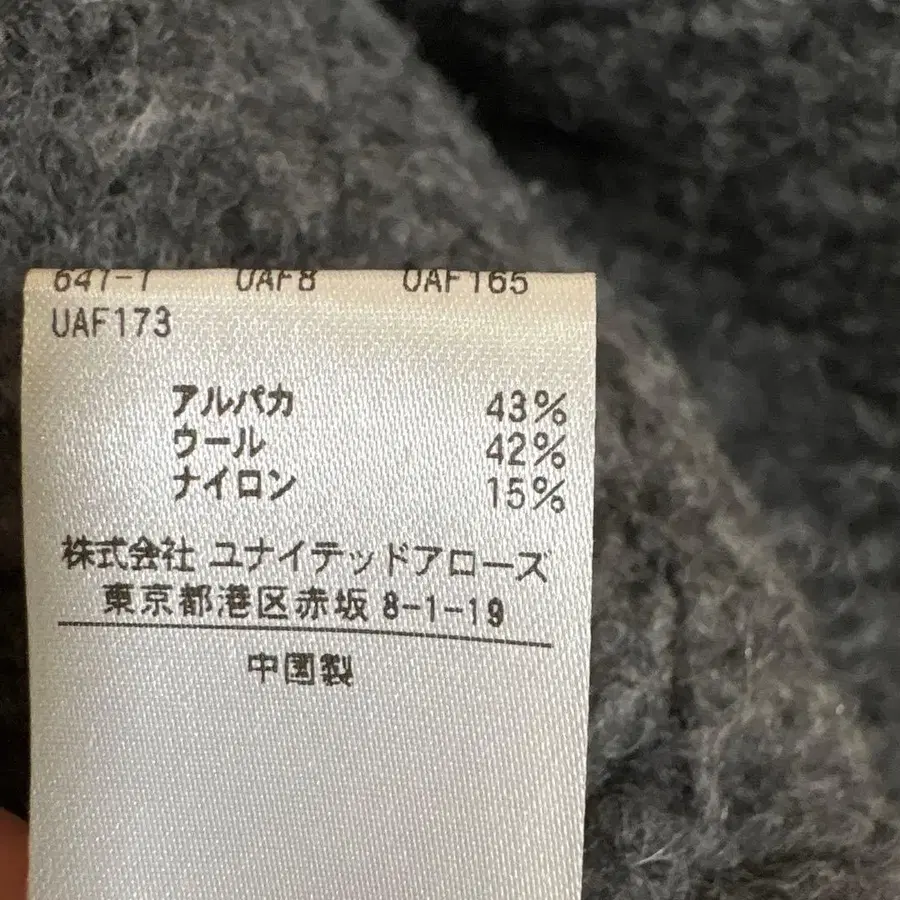 641-1 UAF8 UAF165
UAF173
アルパカ 43%
ウール 42%
ナイロン 15%
株式会社 ユナイテッドアローズ
東京都港区赤坂 8-1-19
中国製